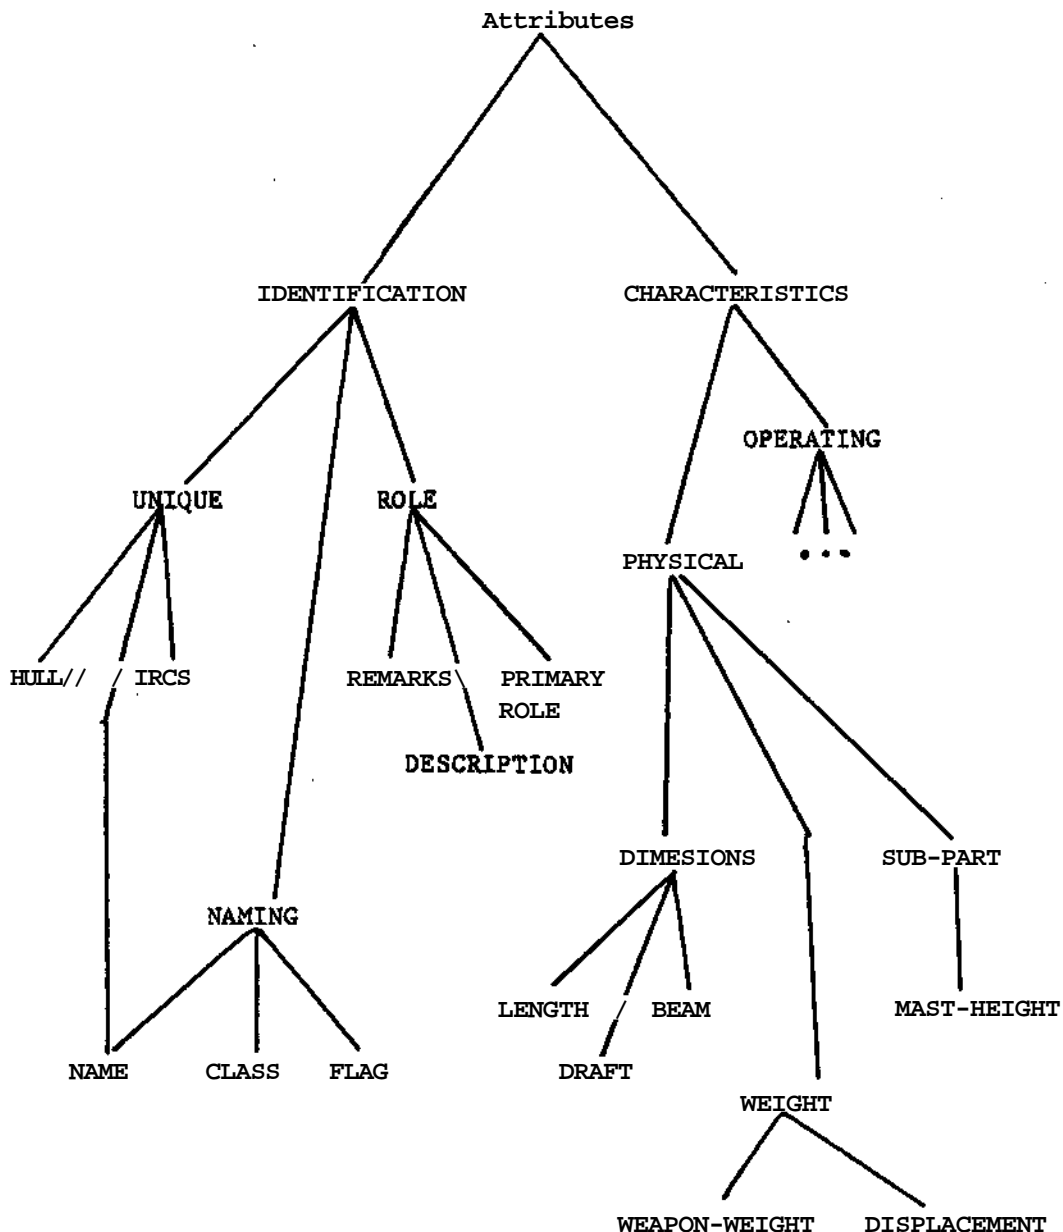 Attributes
IDENTIFICATION
CHARACTERISTICS
OPERATING
UNIQUE
ROLE
• • •
PHYSICAL
HULL//
/ IRCS
REMARKS \
PRIMARY
ROLE
DESCRIPTION
DIMESIONS
SUB-PART
NAMING
LENGTH / BEAM
MAST-HEIGHT
NAME
CLASS
FLAG
DRAFT
WEIGHT
WEAPON-WEIGHT
DISPLACEMENT